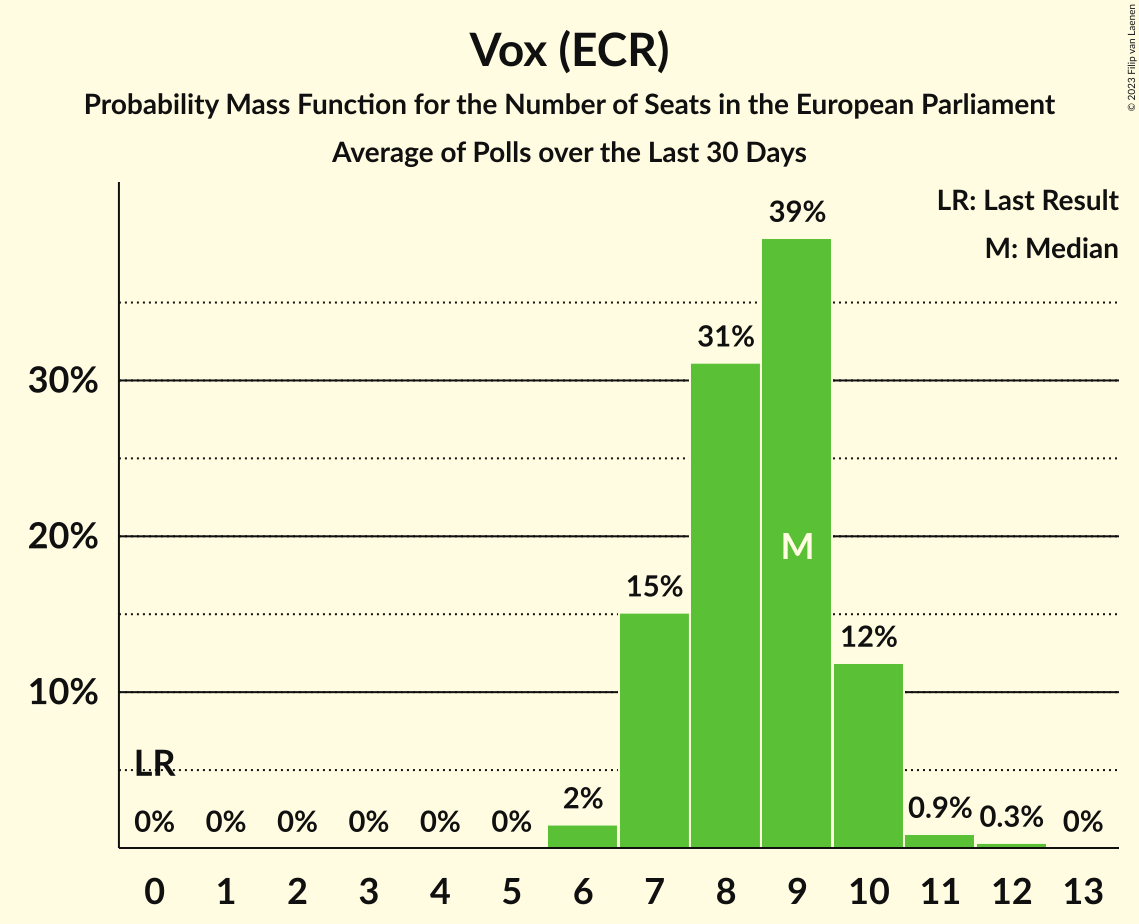 Vox (ECR)
Probability Mass Function for the Number of Seats in the European Parliament
Average of Polls over the Last 30 Days
© 2023 Filip van Laenen
LR: Last Result
M: Median
39%
31%
30%
20%
M
15%
12%
10%
LR
0% 0% 0% 0% 0% 0% 2% 0.9% 0.3% 0%
0 1 2 3 4 5 6 7 8 9 10 11 12 13